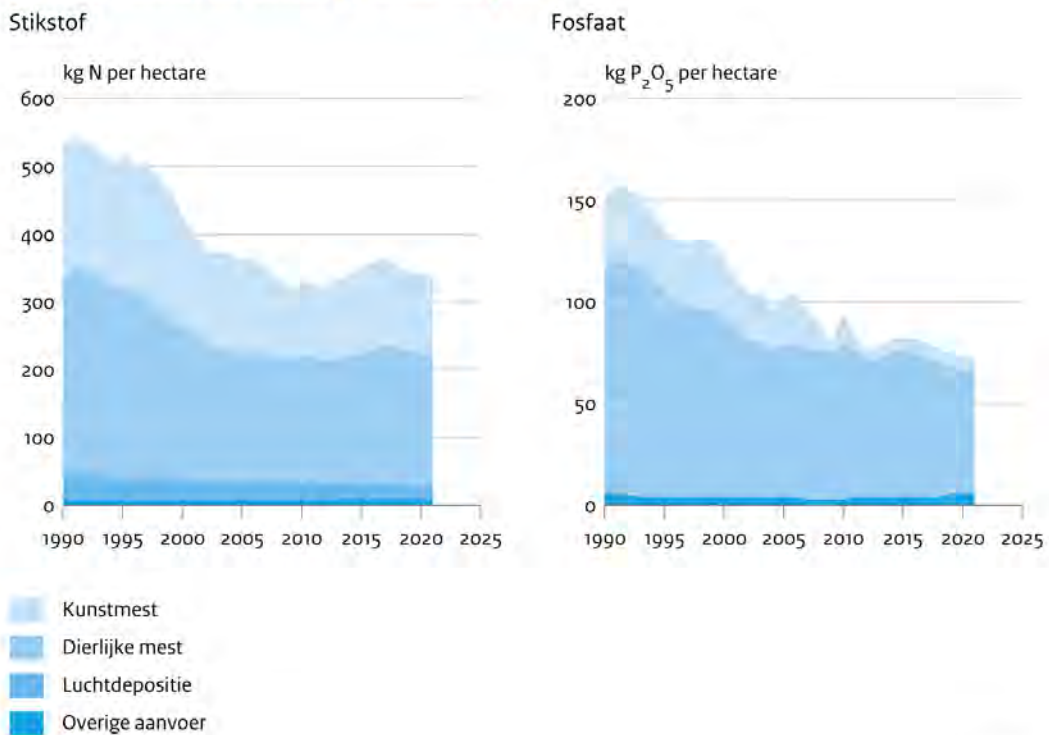 Stikstof
kg N per hectare
600
500
400
300
200
100
0
1990 1995 2000 2005 2010 2015 2020 2025
Fosfaat
kg P₂O₅ per hectare
200
150
100
50
0
1990 1995 2000 2005 2010 2015 2020 2025
Kunstmest
Dierlijke mest
Luchtdepositie
Overige aanvoer